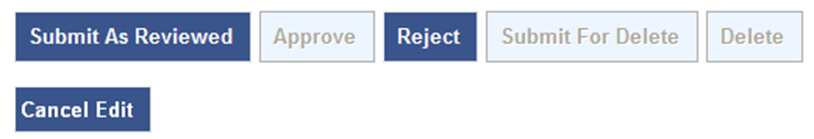 Submit As Reviewed Approve Reject Submit For Delete Delete
Cancel Edit